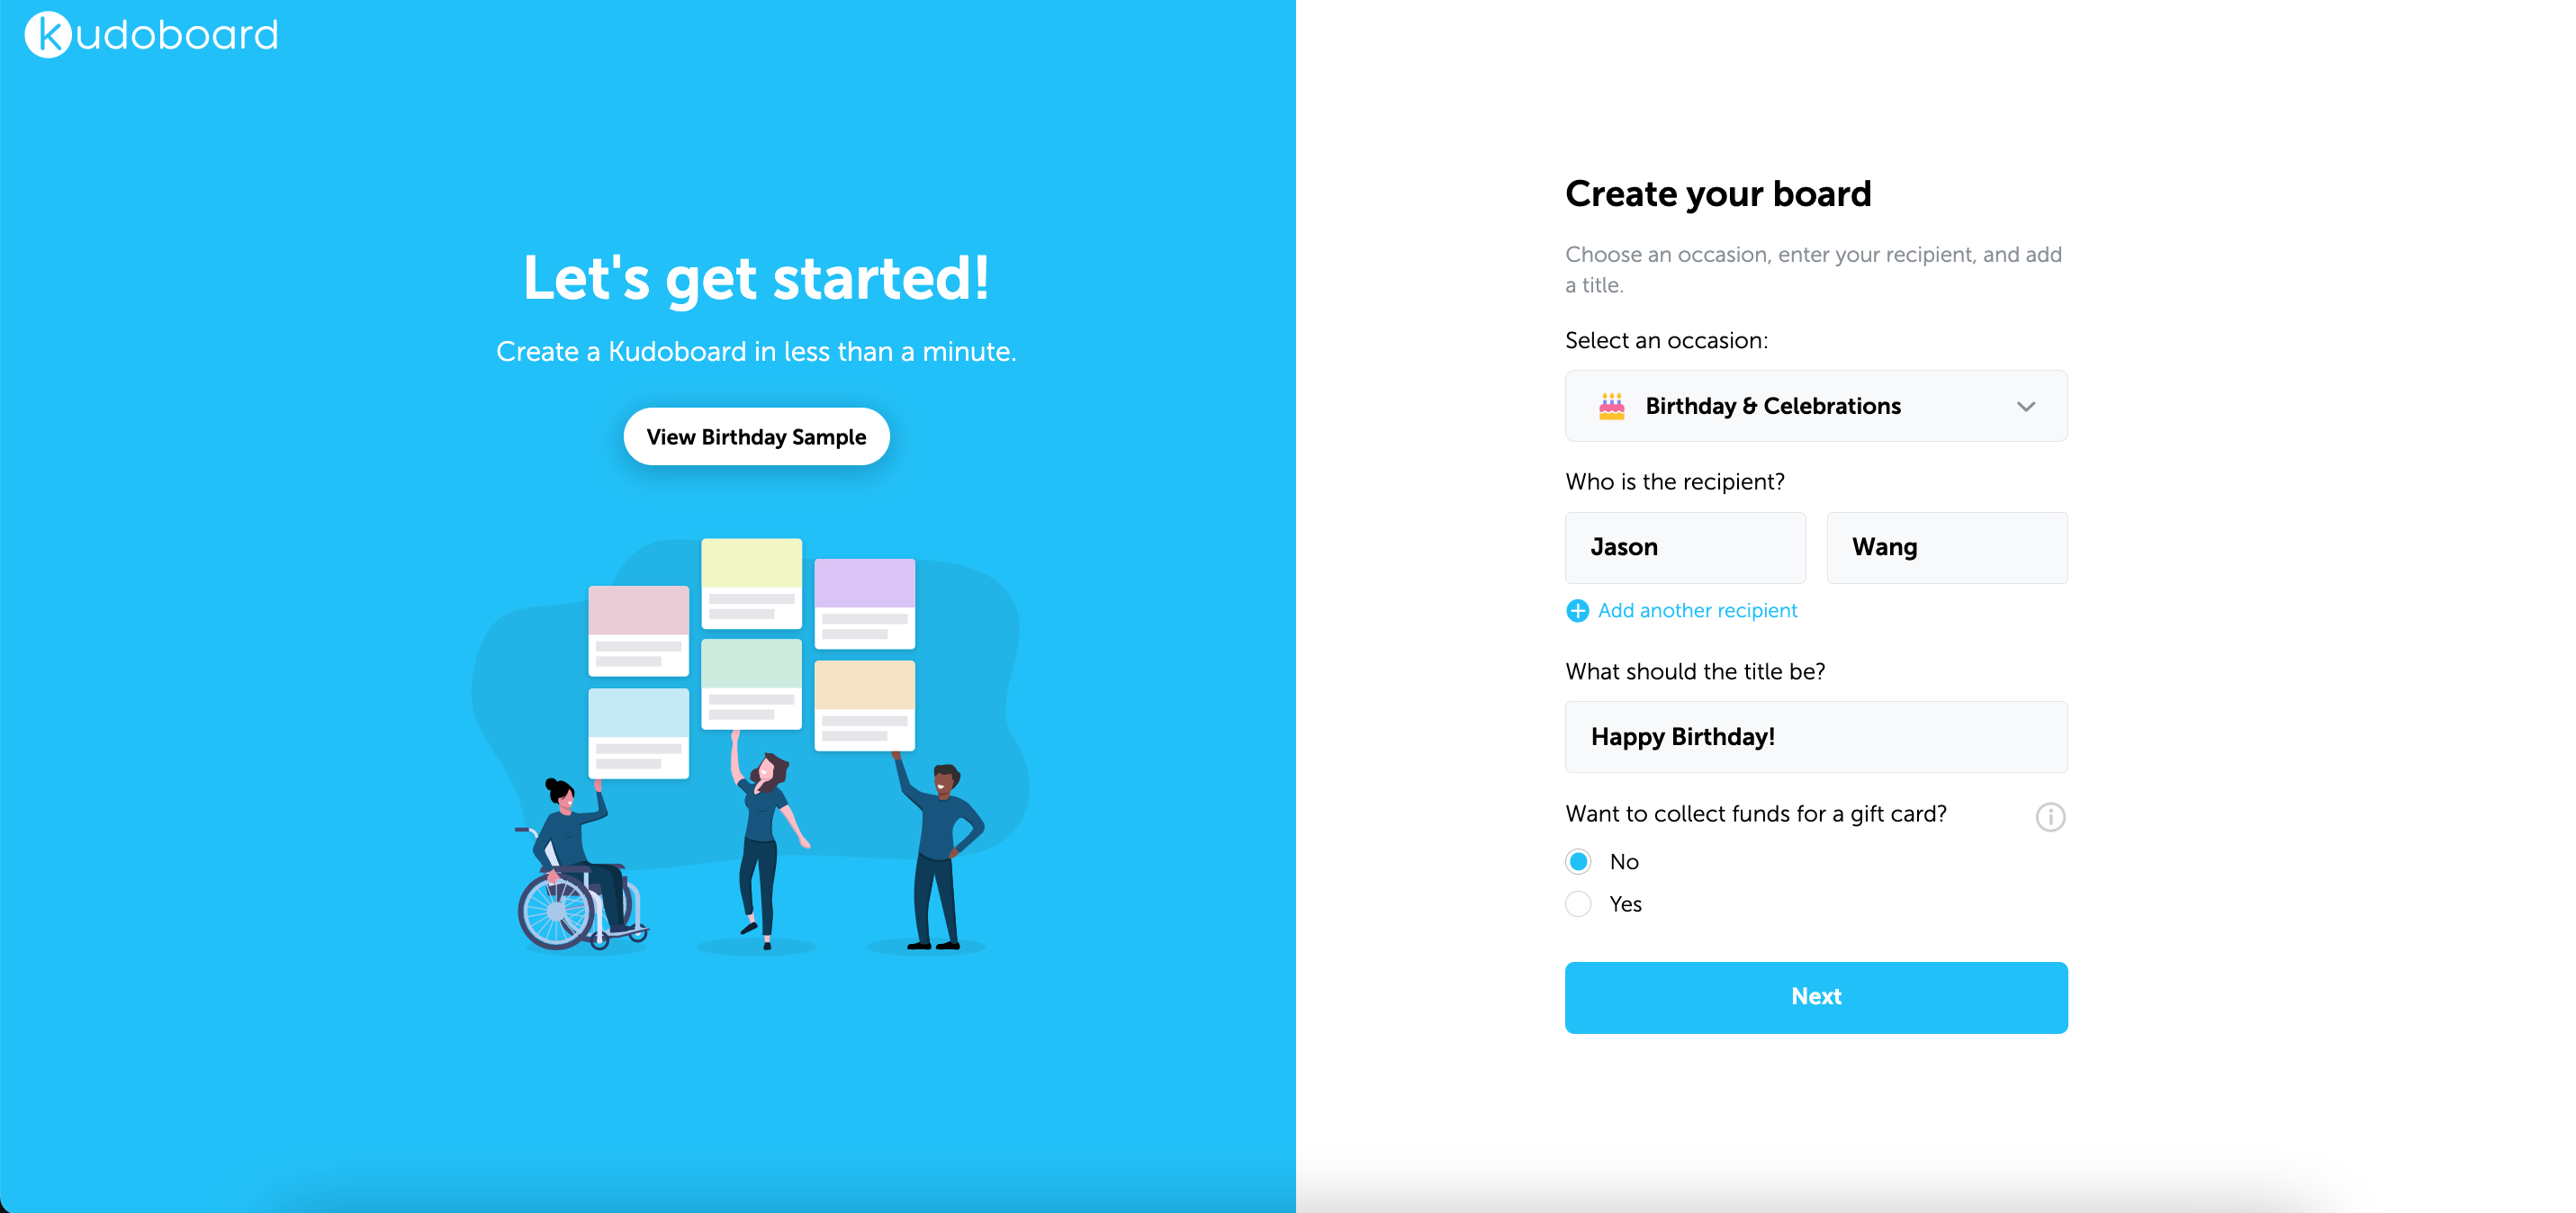 kudoboard
Let's get started!
Create a Kudoboard in less than a minute.
View Birthday Sample
Create your board
Choose an occasion, enter your recipient, and add
a title.
Select an occasion:
Birthday & Celebrations
Who is the recipient?
Jason Wang
Add another recipient
What should the title be?
Happy Birthday!
Want to collect funds for a gift card?
No
Yes
Next